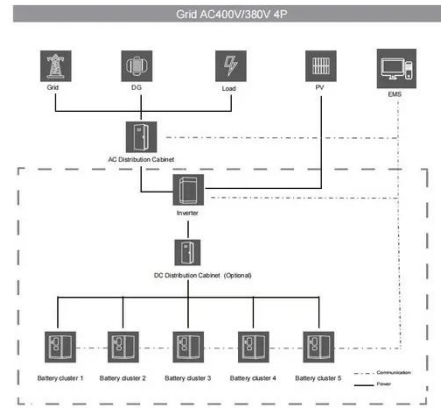 Grid AC400V/380V 4P
Grid
DG
Load
PV
EMS
AC Distribution Cabinet
Inverter
DC Distribution Cabinet (Optional)
Battery cluster 1
Battery cluster 2
Battery cluster 3
Battery cluster 4
Battery cluster 5
Communication
Power